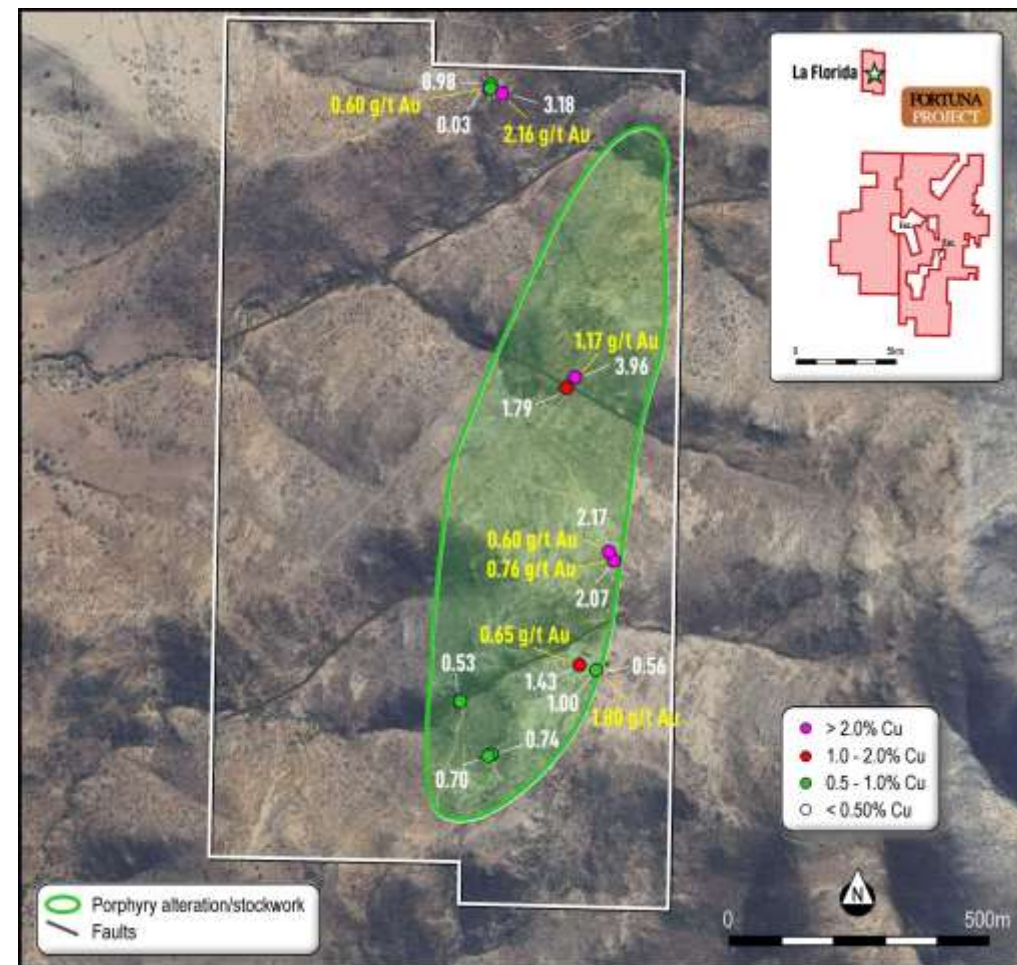 La Florida
FORTUNA
PROJECT
0 5km
8.98
0.60 g/t Au
0.03
3.18
2.16 g/t Au
1.17 g/t Au
3.96
1.79
2.17
0.60 g/t Au
0.76 g/t Au
2.07
0.65 g/t Au
0.53
1.43
0.56
1.00
1.80 g/t Au
0.74
0.70
> 2.0% Cu
1.0 - 2.0% Cu
0.5 - 1.0% Cu
< 0.50% Cu
Porphyry alteration/stockwork
Faults
N
0 500m